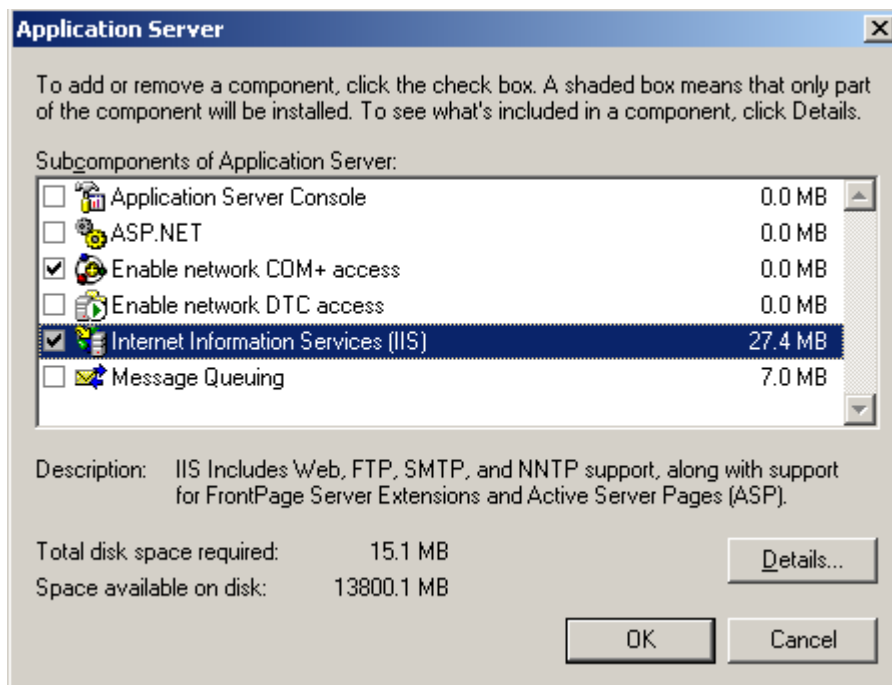 Application Server
To add or remove a component, click the check box. A shaded box means that only part
of the component will be installed. To see what's included in a component, click Details.
Subcomponents of Application Server:
Application Server Console 0.0 MB
ASP.NET 0.0 MB
Enable network COM+ access 0.0 MB
Enable network DTC access 0.0 MB
Internet Information Services (IIS) 27.4 MB
Message Queuing 7.0 MB
Description: IIS Includes Web, FTP, SMTP, and NNTP support, along with support
for FrontPage Server Extensions and Active Server Pages (ASP).
Total disk space required: 15.1 MB
Space available on disk: 13800.1 MB
Details...
OK Cancel